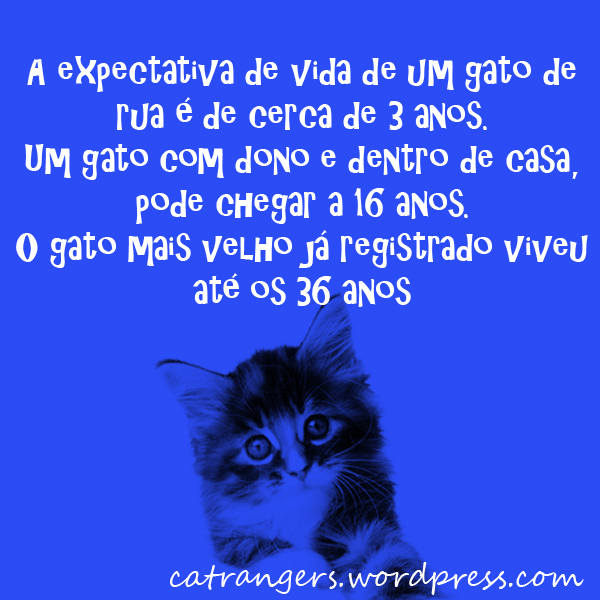 A expectativa de vida de um gato de
rua é de cerca de 3 anos.
Um gato com dono e dentro de casa,
pode chegar a 16 anos.
O gato mais velho já registrado viveu
até os 36 anos
catrangers.wordpress.com